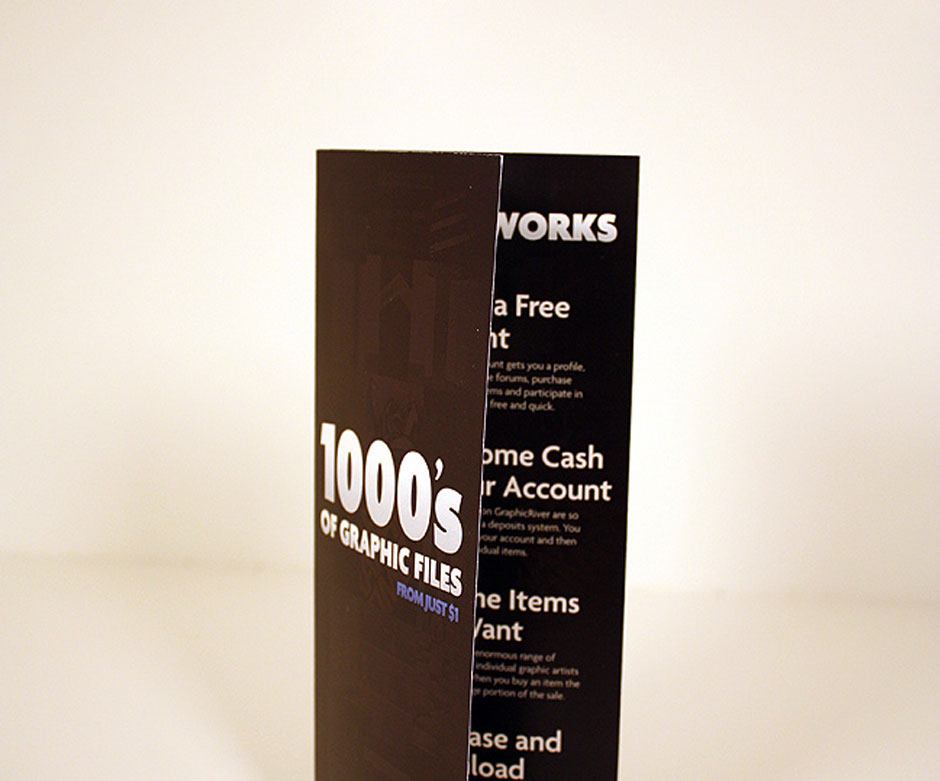 1000's
OF GRAPHIC FILES
FROM JUST $1
WORKS
a Free
nt
unt gets you a profile,
e forums, purchase
ems and participate in
free and quick.
ome Cash
ur Account
on GraphicRiver are so
a deposits system. You
your account and then
idual items.
he Items
Want
enormous range of
individual graphic artists
hen you buy an item the
ge portion of the sale.
ase and
load